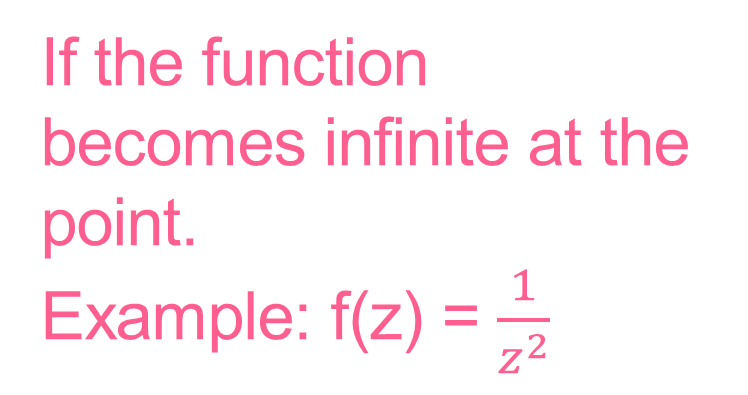 If the function
becomes infinite at the
point.
Example: f(z) = 1/z²